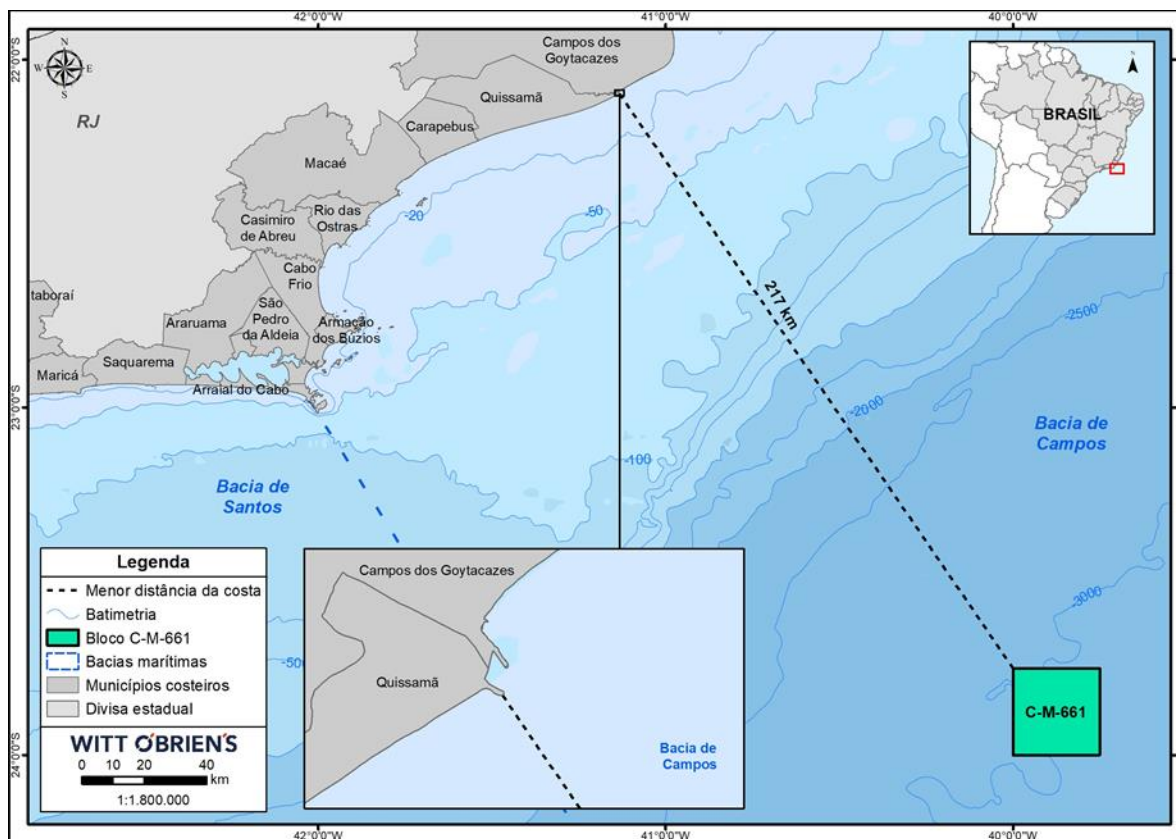 42°0'0"W
41°0'0"W
40°0'0"W
22°0'0"S
N
W
E
S
RJ
Campos dos
Goytacazes
Quissamã
Carapebus
Macaé
Casimiro
de Abreu
Rio das
Ostras
Cabo
Frio
taboraí
São
Pedro
da Aldeia
Araruama
Armação
dos Búzios
Saquarema
Maricá
Arraial do Cabo
-20
-50
217 km
-2500
-2000
-100
N
BRASIL
23°0'0"S
Bacia de
Santos
Bacia de
Campos
-3000
-50
C-M-661
24°0'0"S
Legenda
Menor distância da costa
Batimetria
Bloco C-M-661
Bacias marítimas
Municípios costeiros
Divisa estadual
WITT O'BRIEN'S
0 10 20 40
km
1:1.800.000
Campos dos Goytacazes
Quissamã
Bacia de
Campos
42°0'0"W
41°0'0"W
40°0'0"W